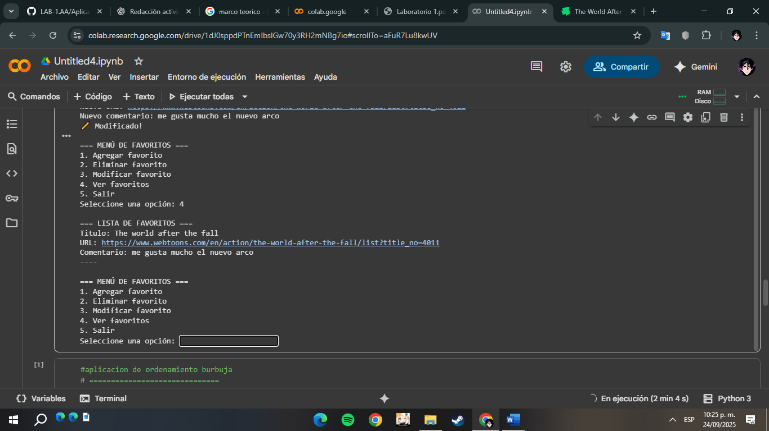 LAB-1.AA/Aplica
Redacción active
marco teorico -
colab.google
Laboratorio 1.pd
Untitled4.ipynb
The World After
colab.research.google.com/drive/
Untitled4.ipynb
Archivo Editar Ver Insertar Entorno de ejecución Herramientas Ayuda
Compartir
Gemini
Comandos + Código + Texto Ejecutar todas
RAM
Disco
Nuevo comentario: me gusta mucho el nuevo arco
Modificado!
=== MENÚ DE FAVORITOS ===
1. Agregar favorito
2. Eliminar favorito
3. Modificar favorito
4. Ver favoritos
5. Salir
Seleccione una opción: 4
=== LISTA DE FAVORITOS ===
Título: The world after the fall
URL: https://www.webtoons.com/en/action/the-world-after-the-fall/list?title_no=4011
Comentario: me gusta mucho el nuevo arco
----
=== MENÚ DE FAVORITOS ===
1. Agregar favorito
2. Eliminar favorito
3. Modificar favorito
4. Ver favoritos
5. Salir
Seleccione una opción:
[1]
#aplicacion de ordenamiento burbuja
# ==============================
Variables Terminal
En ejecución (2 min 4 s) Python 3
ESP
10:25 p. m.
24/09/2025